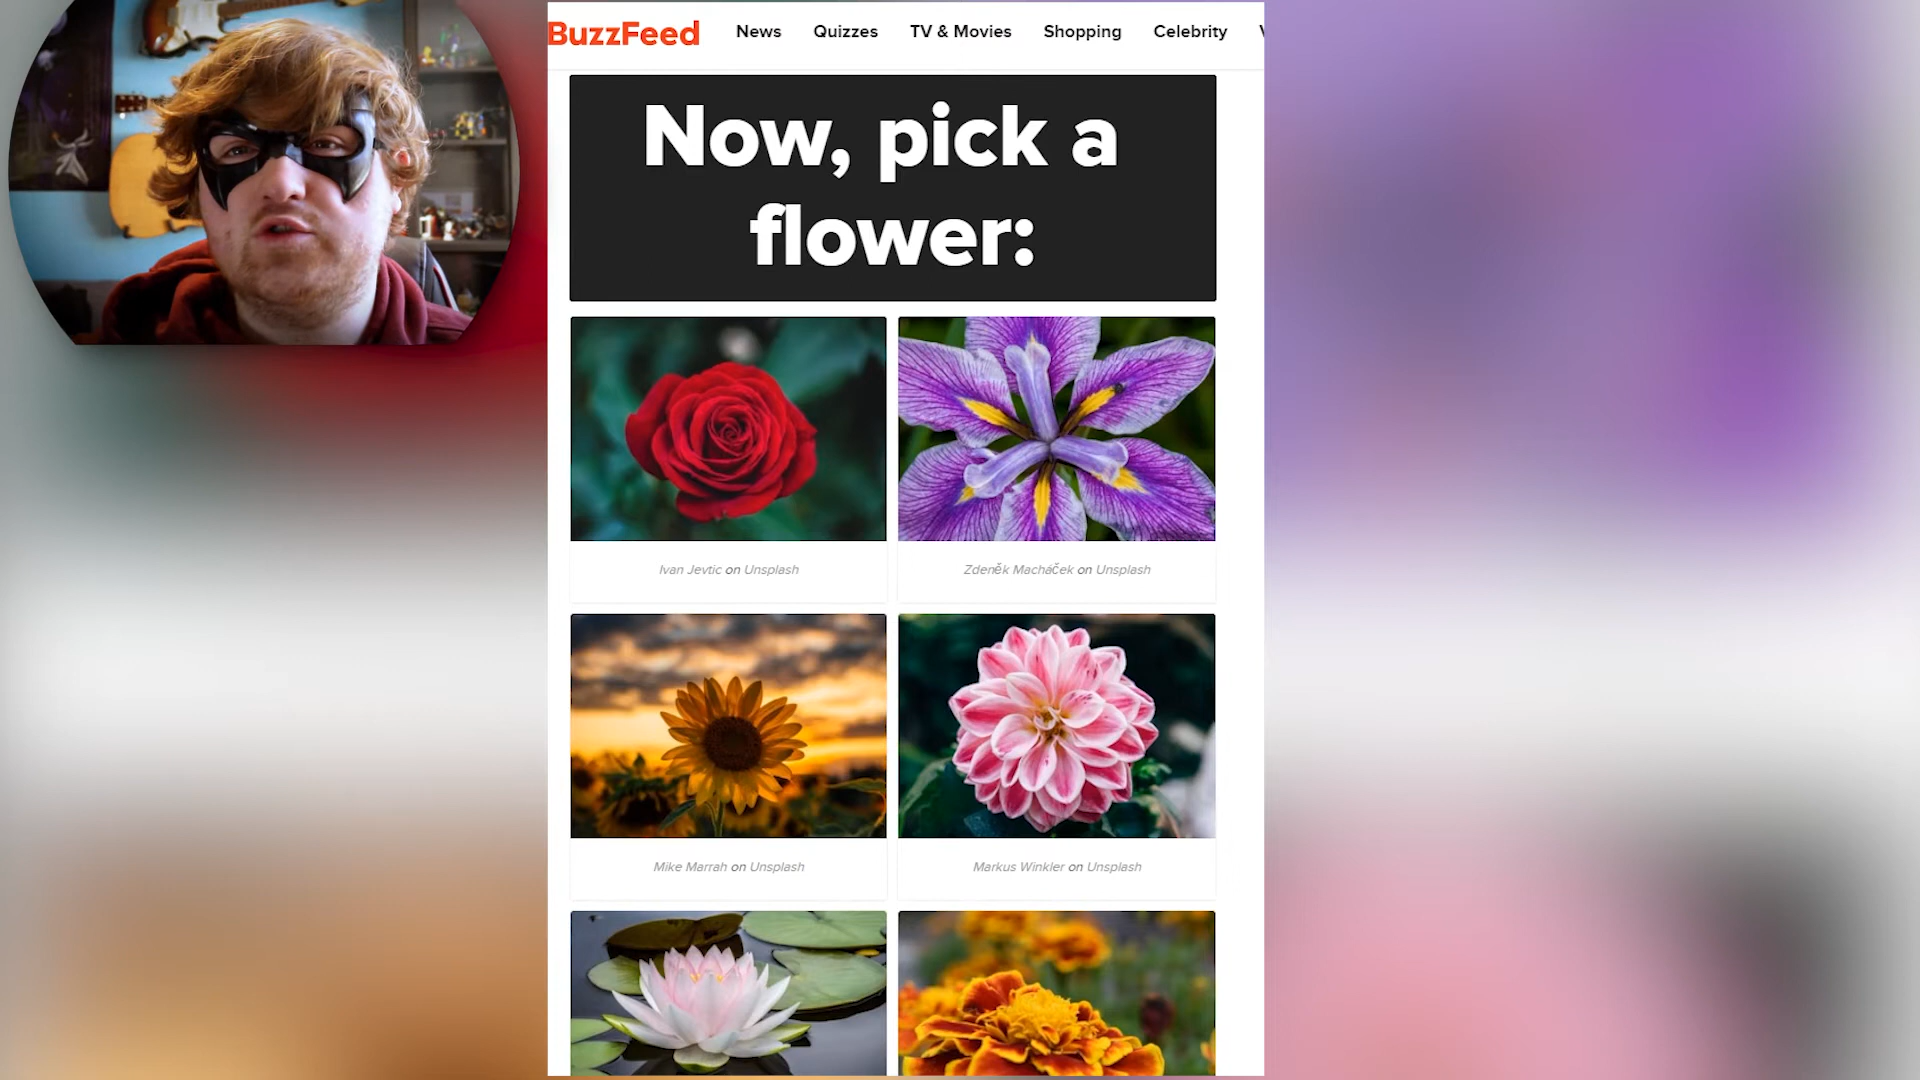 BuzzFeed News Quizzes TV & Movies Shopping Celebrity
Now, pick a
flower:
Ivan Jevtic on Unsplash
Zdeněk Macháček on Unsplash
Mike Marrah on Unsplash
Markus Winkler on Unsplash